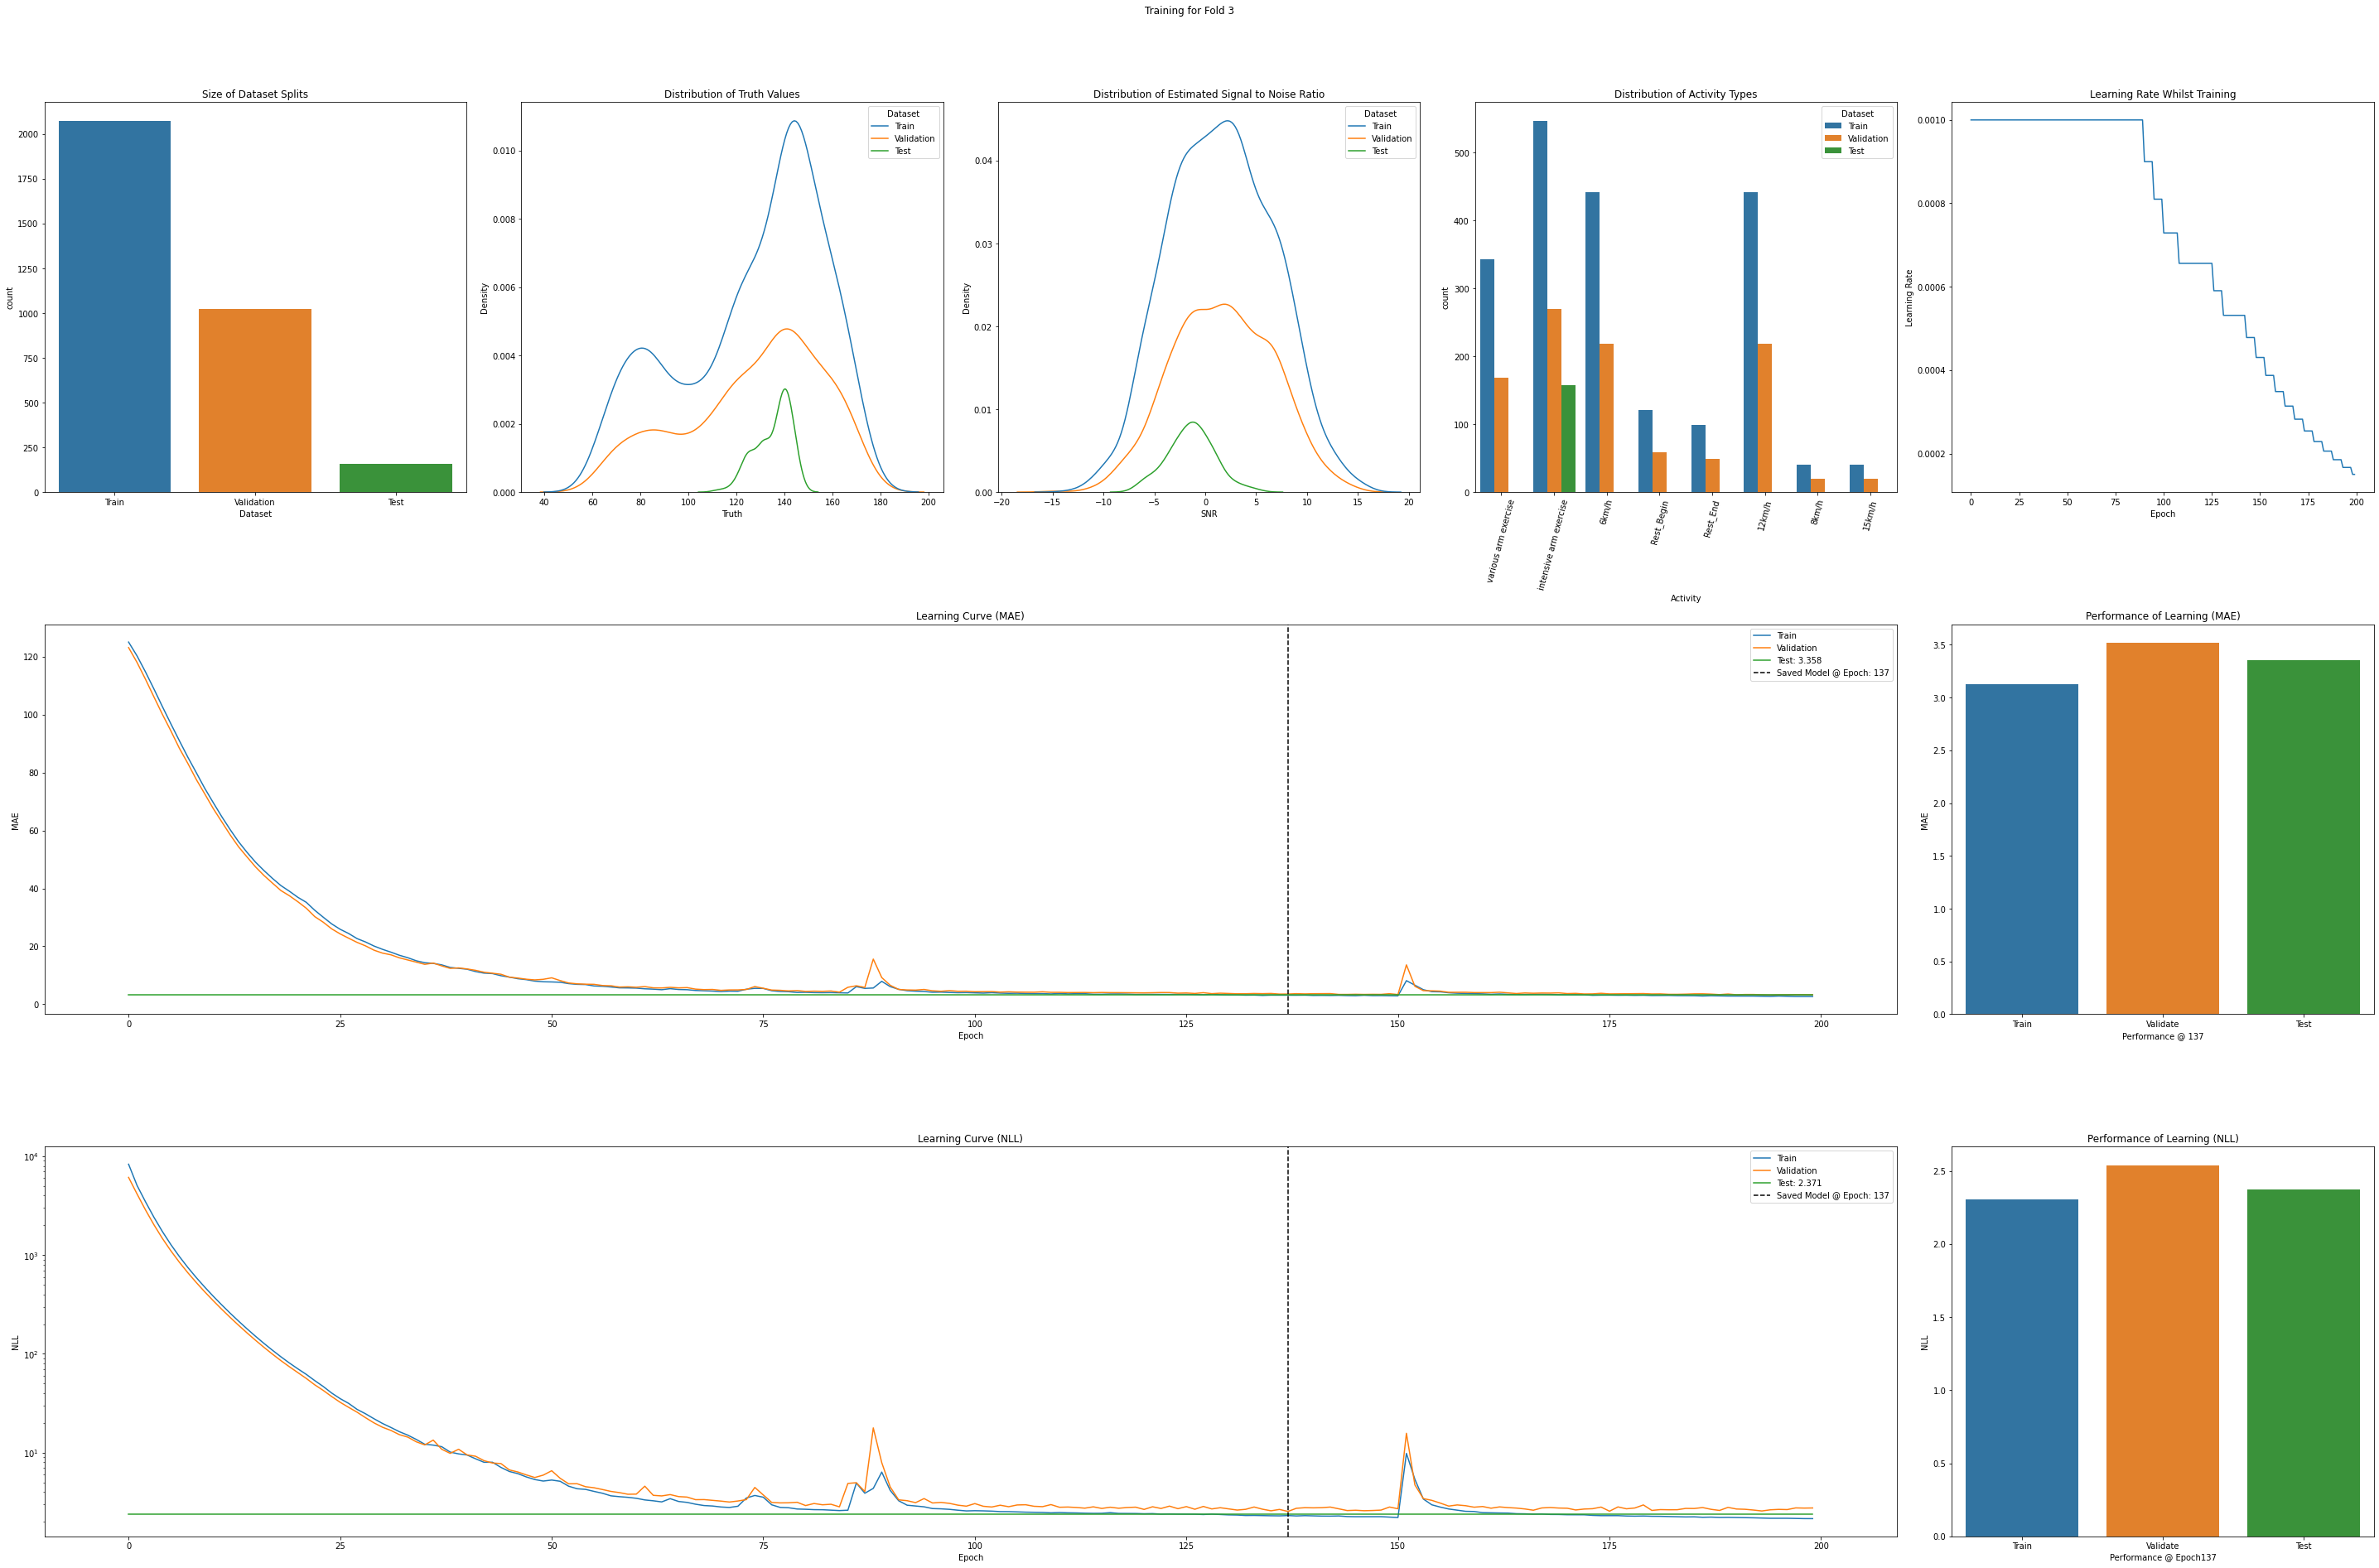 Training for Fold 3
Size of Dataset Splits
2000
1750
1500
1250
1000
750
500
250
0
count
Train
Validation
Test
Dataset
Distribution of Truth Values
Dataset
Train
Validation
Test
0.010
0.008
0.006
0.004
0.002
0.000
Density
40
60
80
100
120
140
160
180
200
Truth
Distribution of Estimated Signal to Noise Ratio
Dataset
Train
Validation
Test
0.04
0.03
0.02
0.01
0.00
Density
−20
−15
−10
−5
0
5
10
15
20
SNR
Distribution of Activity Types
Dataset
Train
Validation
Test
500
400
300
200
100
0
count
various arm exercise
intensive arm exercise
6km/h
Rest_Begin
Rest_End
12km/h
8km/h
15km/h
Activity
Learning Rate Whilst Training
0.0010
0.0008
0.0006
0.0004
0.0002
Learning Rate
0
25
50
75
100
125
150
175
200
Epoch
Learning Curve (MAE)
Train
Validation
Test: 3.358
Saved Model @ Epoch: 137
120
100
80
60
40
20
0
MAE
0
25
50
75
100
125
150
175
200
Epoch
Performance of Learning (MAE)
3.5
3.0
2.5
2.0
1.5
1.0
0.5
0.0
MAE
Train
Validate
Test
Performance @ 137
Learning Curve (NLL)
Train
Validation
Test: 2.371
Saved Model @ Epoch: 137
10⁴
10³
10²
10¹
NLL
0
25
50
75
100
125
150
175
200
Epoch
Performance of Learning (NLL)
2.5
2.0
1.5
1.0
0.5
0.0
NLL
Train
Validate
Test
Performance @ Epoch137